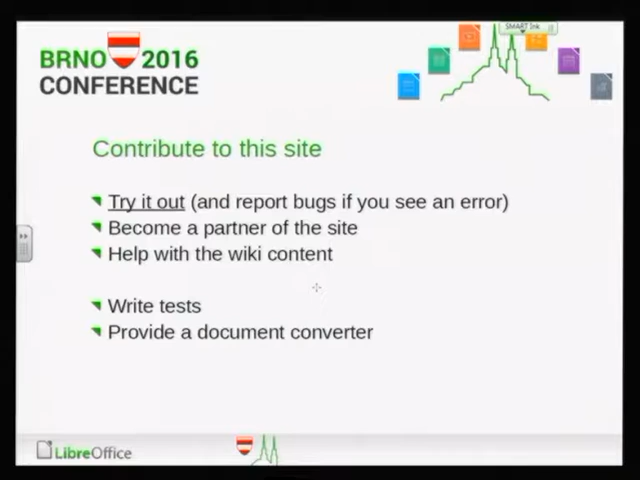 SMART Ink
BRNO 2016
CONFERENCE
Contribute to this site
Try it out (and report bugs if you see an error)
Become a partner of the site
Help with the wiki content
Write tests
Provide a document converter
LibreOffice